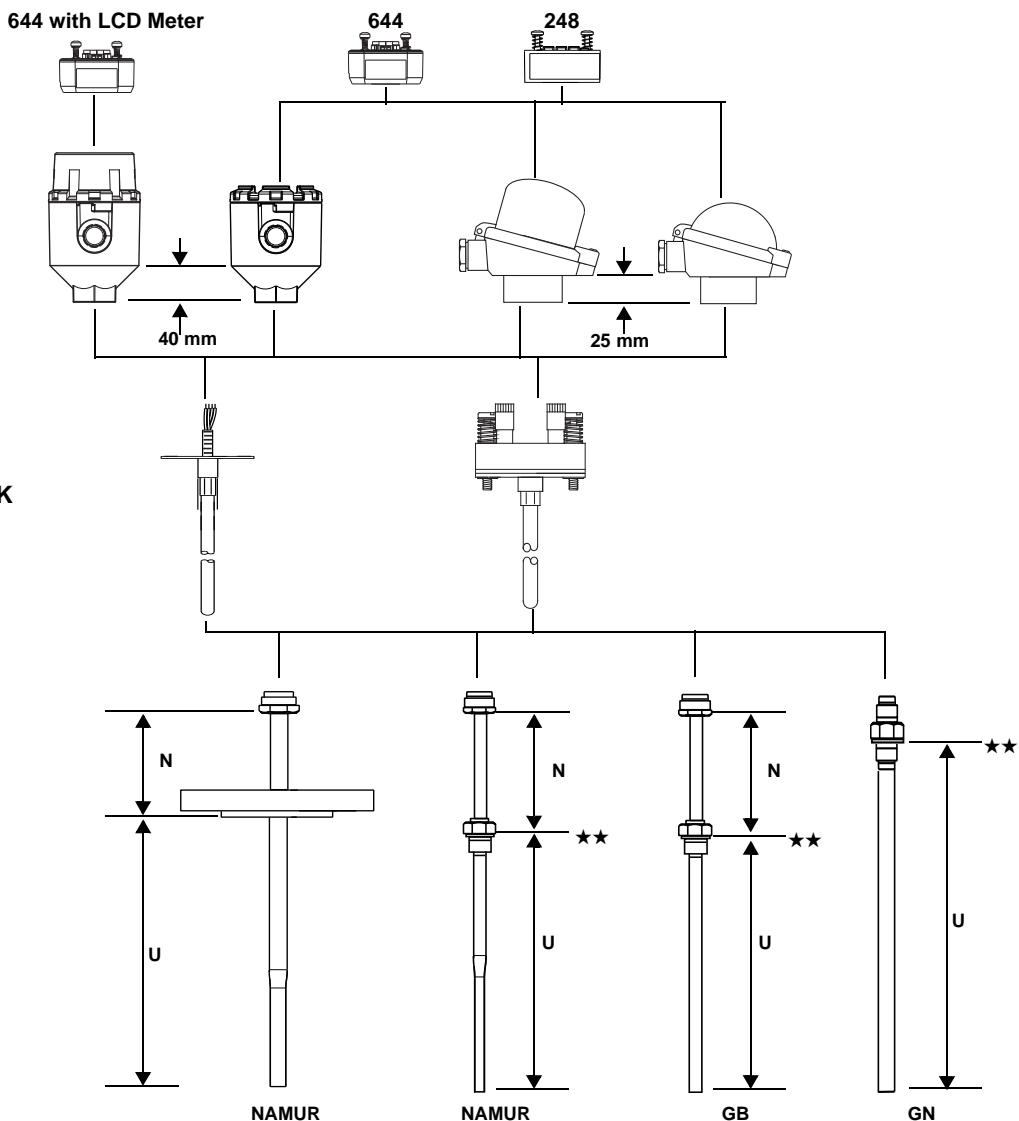 644 with LCD Meter
644
248
40 mm
25 mm
K
N
N
N
★★
★★
★★
U
U
U
U
NAMUR
NAMUR
GB
GN